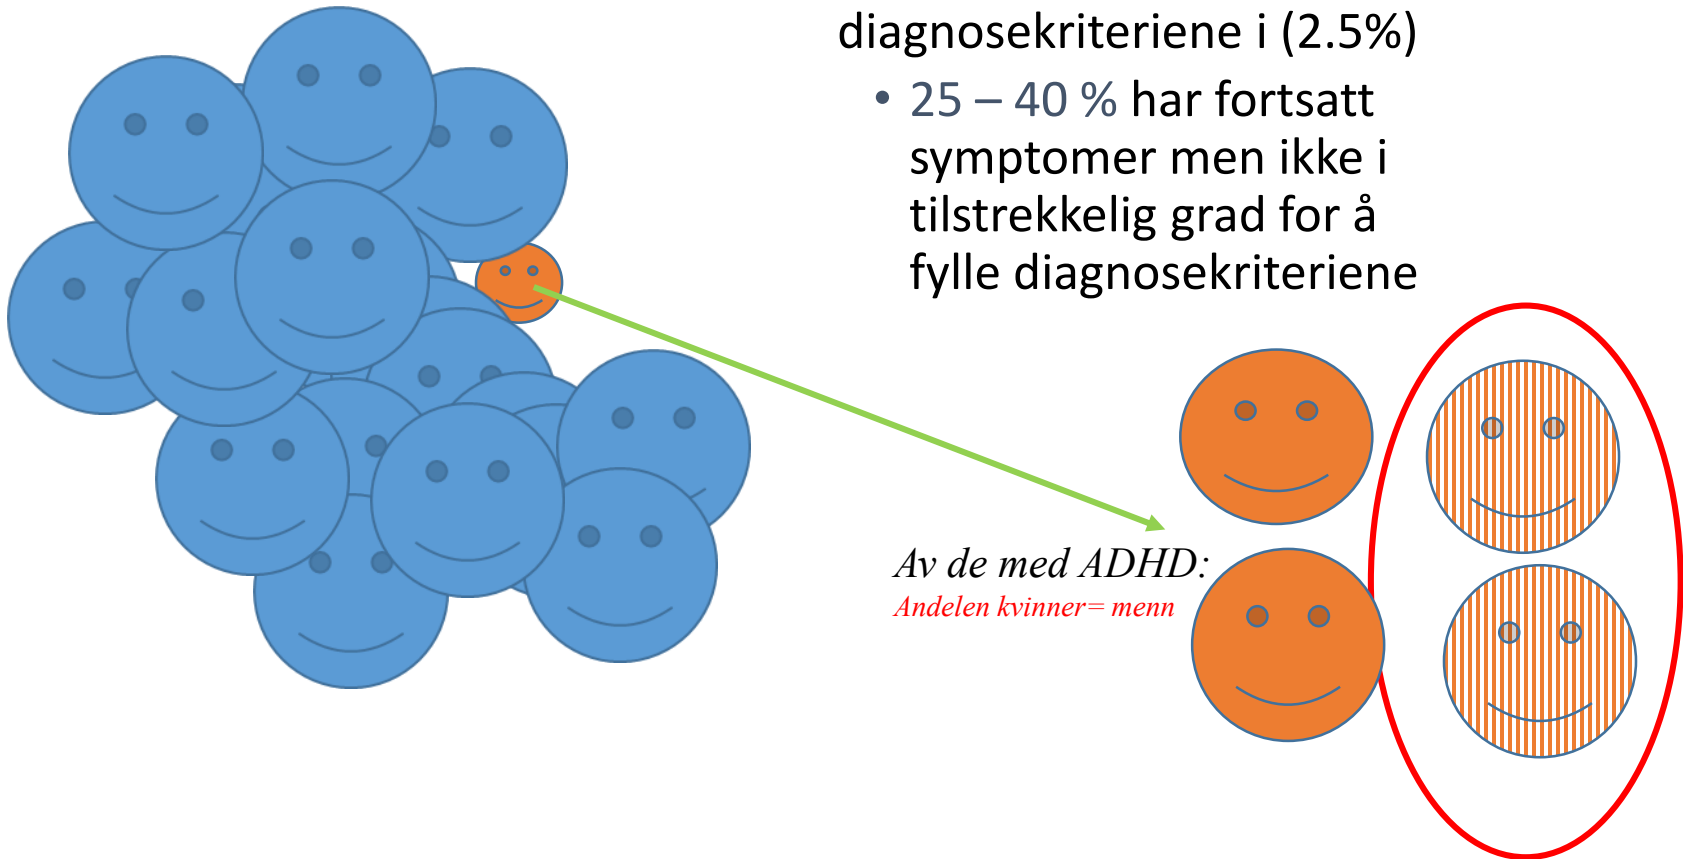 diagnosekriteriene i (2.5%)
• 25 – 40 % har fortsatt
symptomer men ikke i
tilstrekkelig grad for å
fylle diagnosekriteriene
Av de med ADHD:
Andelen kvinner= menn